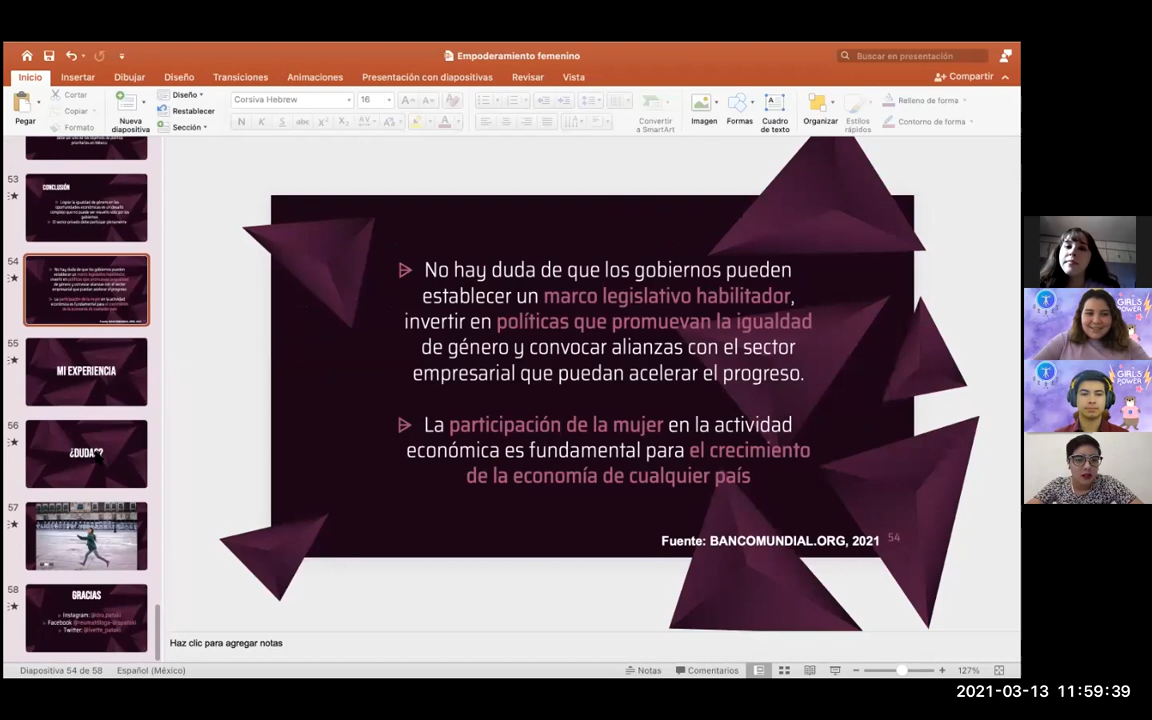 Empoderamiento femenino
Buscar en presentación
Inicio
Insertar
Dibujar
Diseño
Transiciones
Animaciones
Presentación con diapositivas
Revisar
Vista
Compartir
Pegar
Cortar
Copiar
Formato
Nueva
diapositiva
Diseño
Restablecer
Sección
Corsiva Hebrew
16
Convertir
a SmartArt
Imagen
Formas
Cuadro
de texto
Organizar
Estilos
rápidos
Relleno de forma
Contorno de forma
53
CONCLUSIÓN
54
55
MI EXPERIENCIA
56
¿DUDAS?
57
58
GRACIAS
Instagram:
Facebook
Twitter:
No hay duda de que los gobiernos pueden
establecer un marco legislativo habilitador,
invertir en políticas que promuevan la igualdad
de género y convocar alianzas con el sector
empresarial que puedan acelerar el progreso.
La participación de la mujer en la actividad
económica es fundamental para el crecimiento
de la economía de cualquier país
Fuente: BANCOMUNDIAL.ORG, 2021
54
Haz clic para agregar notas
Diapositiva 54 de 58
Español (México)
Notas
Comentarios
127%
GIRLS
POWER
GIRLS
POWER
2021-03-13 11:59:39